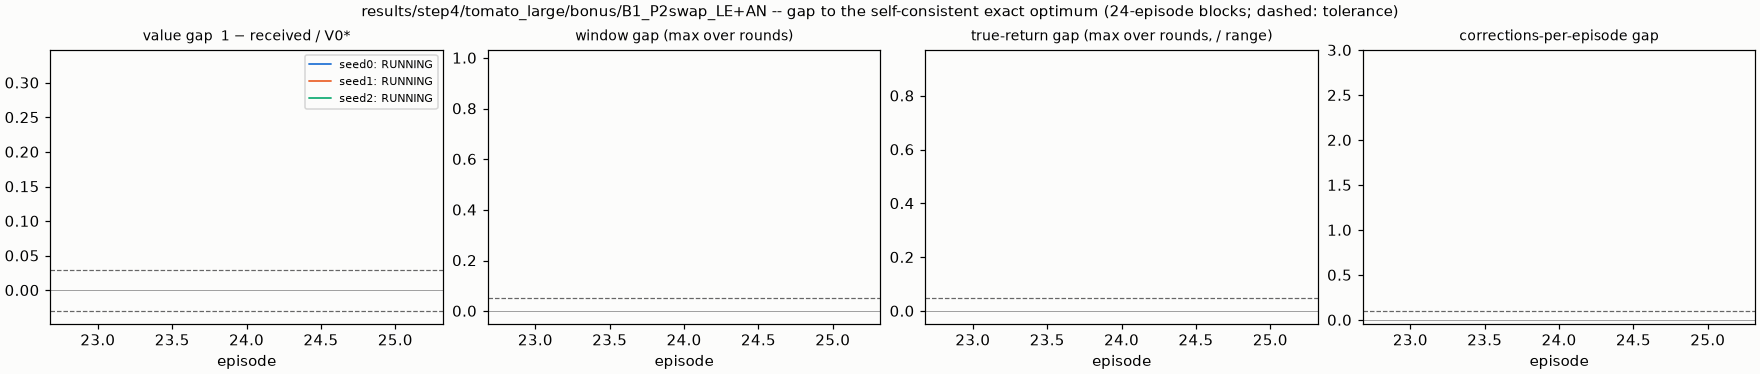 results/step4/tomato_large/bonus/B1_P2swap_LE+AN -- gap to the self-consistent exact optimum (24-episode blocks; dashed: tolerance)
value gap  1 − received / V0*
seed0: RUNNING
seed1: RUNNING
seed2: RUNNING
0.30
0.25
0.20
0.15
0.10
0.05
0.00
23.0 23.5 24.0 24.5 25.0
episode
window gap (max over rounds)
1.0
0.8
0.6
0.4
0.2
0.0
23.0 23.5 24.0 24.5 25.0
episode
true-return gap (max over rounds, / range)
0.8
0.6
0.4
0.2
0.0
23.0 23.5 24.0 24.5 25.0
episode
corrections-per-episode gap
3.0
2.5
2.0
1.5
1.0
0.5
0.0
23.0 23.5 24.0 24.5 25.0
episode